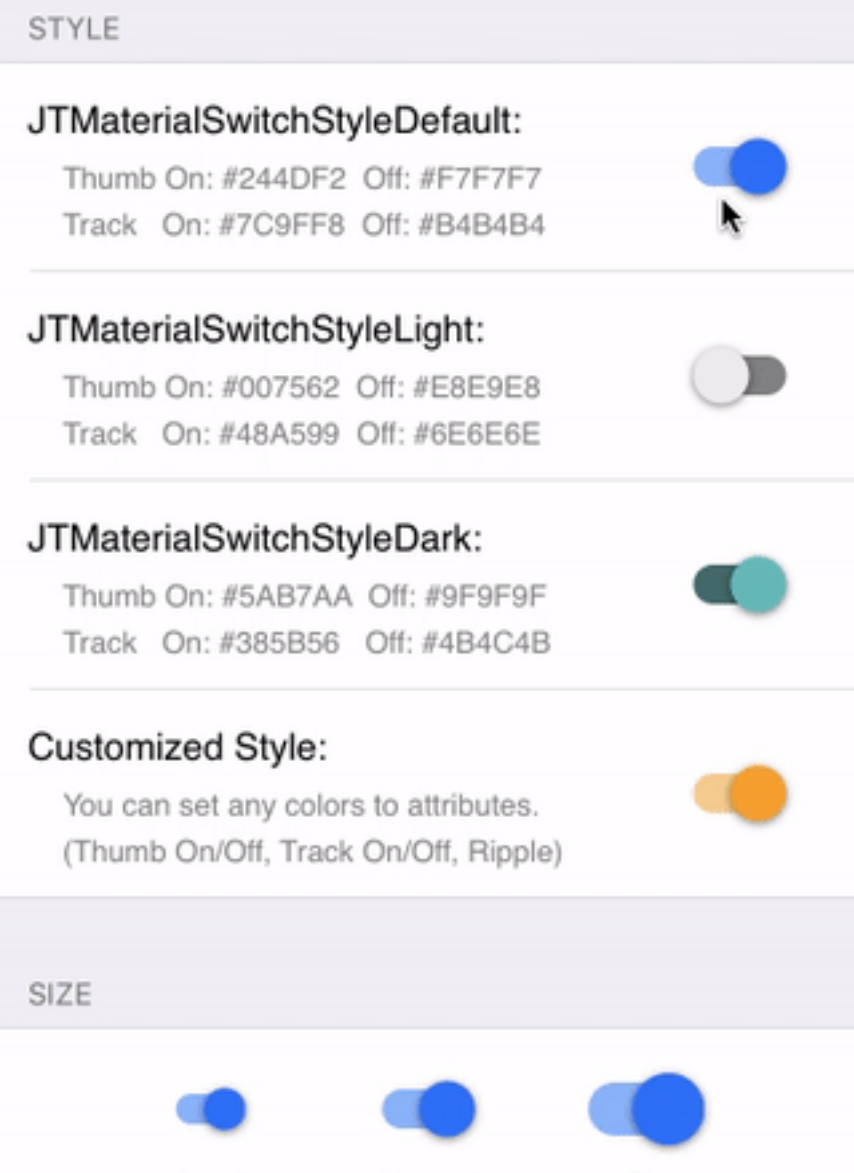 STYLE
JTMaterialSwitchStyleDefault:
Thumb On: #244DF2 Off: #F7F7F7
Track On: #7C9FF8 Off: #B4B4B4
JTMaterialSwitchStyleLight:
Thumb On: #007562 Off: #E8E9E8
Track On: #48A599 Off: #6E6E6E
JTMaterialSwitchStyleDark:
Thumb On: #5AB7AA Off: #9F9F9F
Track On: #385B56 Off: #4B4C4B
Customized Style:
You can set any colors to attributes.
(Thumb On/Off, Track On/Off, Ripple)
SIZE